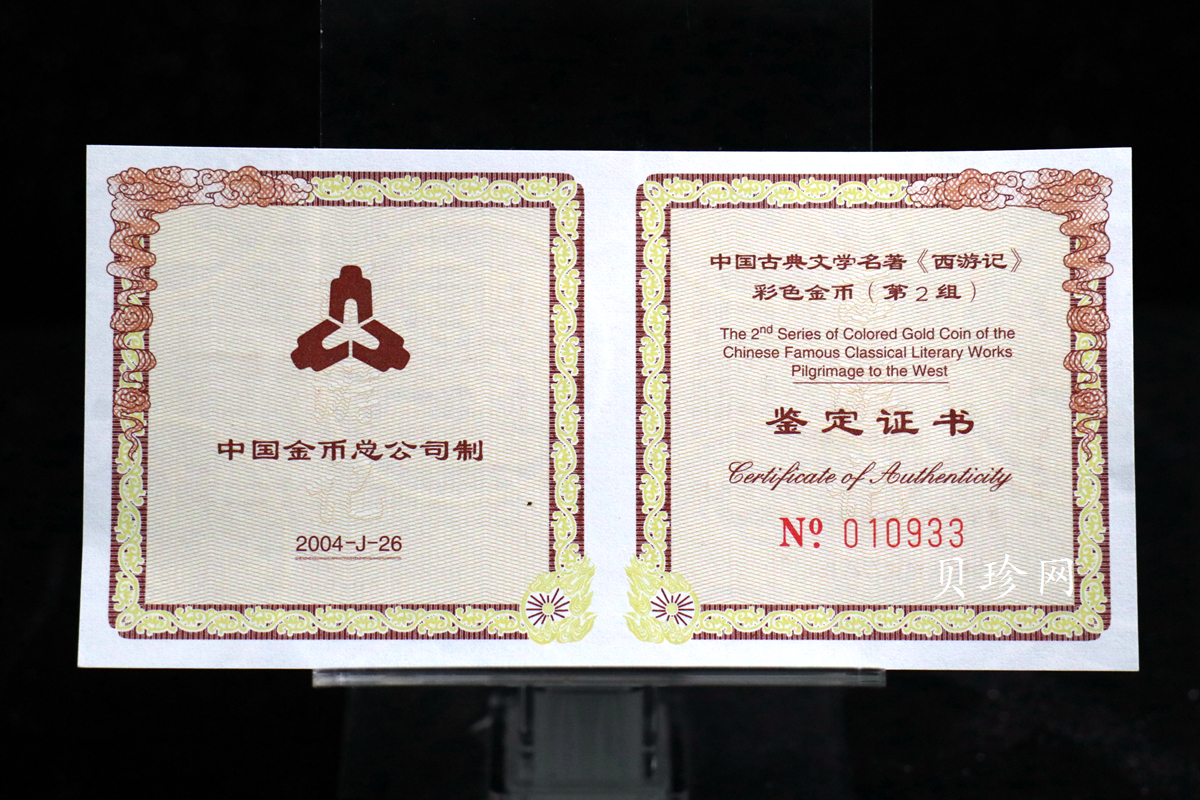 中国金币总公司制
2004-J-26
中国古典文学名著《西游记》
彩色金币（第2组）
The 2nd Series of Colored Gold Coin of the
Chinese Famous Classical Literary Works
Pilgrimage to the West
鉴定证书
Certificate of Authenticity
Nº 010933
贝珍网